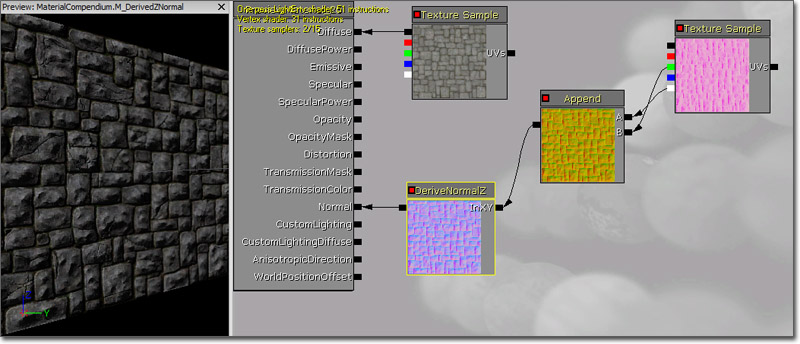 Preview: MaterialCompendium.M_DerivedZNormal
Vertex shader: 31 instructions
Texture samplers: 2/16
Diffuse
DiffusePower
Emissive
Specular
SpecularPower
Opacity
OpacityMask
Distortion
TransmissionMask
TransmissionColor
Normal
CustomLighting
CustomLightingDiffuse
AnisotropicDirection
WorldPositionOffset
Texture Sample
UVs
DeriveNormalZ
InXY
Append
A
B
Texture Sample
UVs
Z
Y